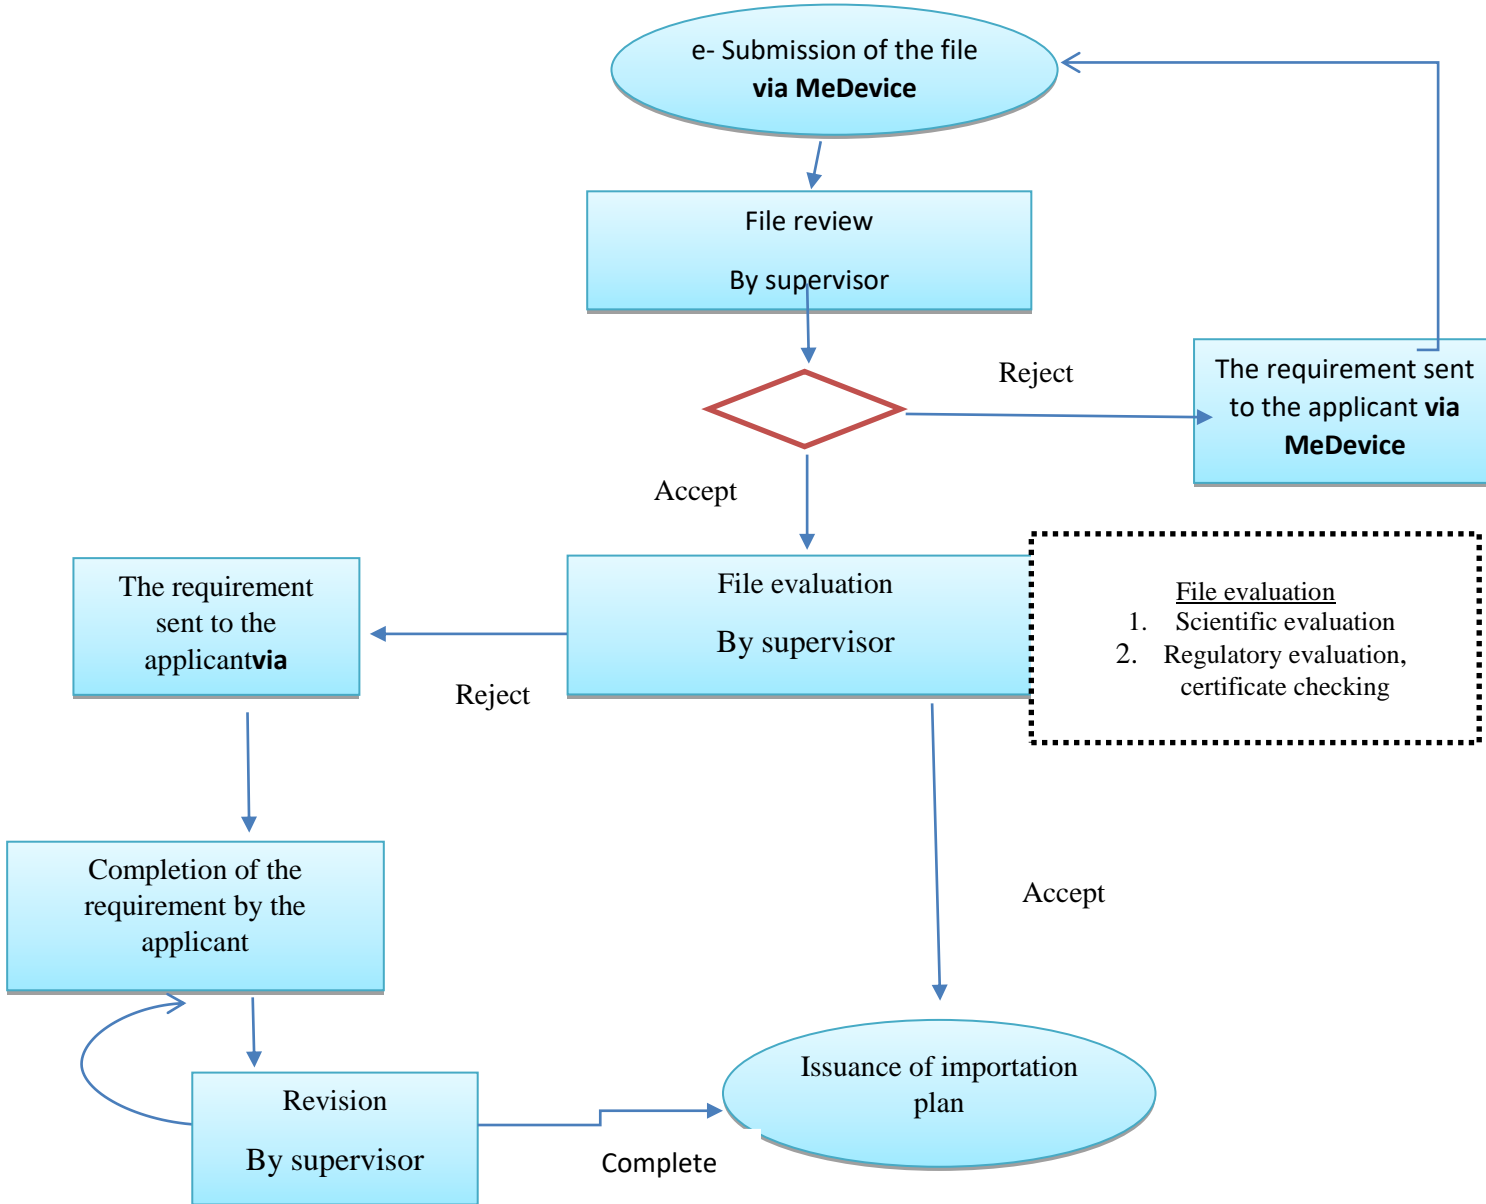 e- Submission of the file
via MeDevice
File review
By supervisor
Reject
The requirement sent
to the applicant via
MeDevice
Accept
The requirement
sent to the
applicantvia
File evaluation
By supervisor
File evaluation
1. Scientific evaluation
2. Regulatory evaluation,
certificate checking
Reject
Completion of the
requirement by the
applicant
Accept
Issuance of importation
plan
Revision
By supervisor
Complete